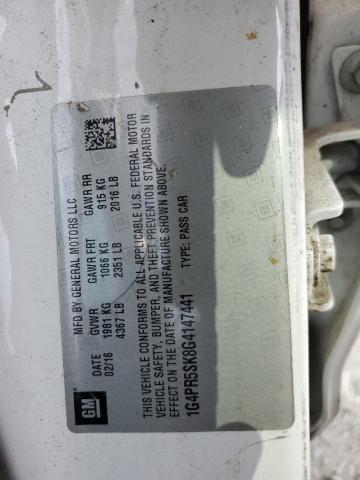 MFD BY GENERAL MOTORS LLC
DATE GVWR GAWR FRT GAWR RR
02/16 1981 KG 1066 KG 915 KG
4367 LB 2351 LB 2016 LB
THIS VEHICLE CONFORMS TO ALL APPLICABLE U.S. FEDERAL MOTOR
VEHICLE SAFETY, BUMPER, AND THEFT PREVENTION STANDARDS IN
EFFECT ON THE DATE OF MANUFACTURE SHOWN ABOVE.
TYPE: PASS CAR
1G4PR5SK8G4147441
GM